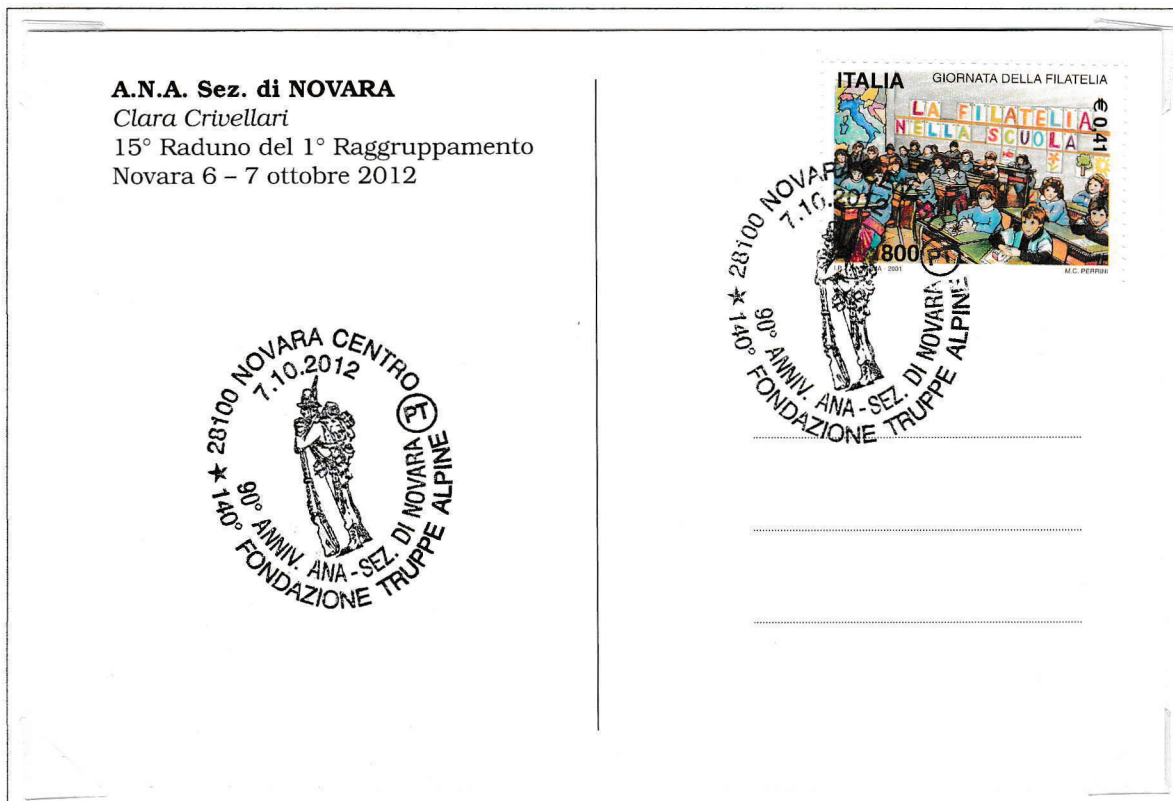 A.N.A. Sez. di NOVARA
Clara Crivellari
15° Raduno del 1° Raggruppamento
Novara 6 – 7 ottobre 2012
ITALIA
GIORNATA DELLA FILATELIA
€ 0,41
LA FILATELIA
NELLA SCUOLA
800
2001
M.C. PERRINI
28100 NOVARA
7.10.2012
PT
90° ANNIV. ANA - SEZ. DI NOVARA
★ 140° FONDAZIONE TRUPPE ALPINE
28100 NOVARA CENTRO
7.10.2012
PT
90° ANNIV. ANA - SEZ. DI NOVARA
★ 140° FONDAZIONE TRUPPE ALPINE